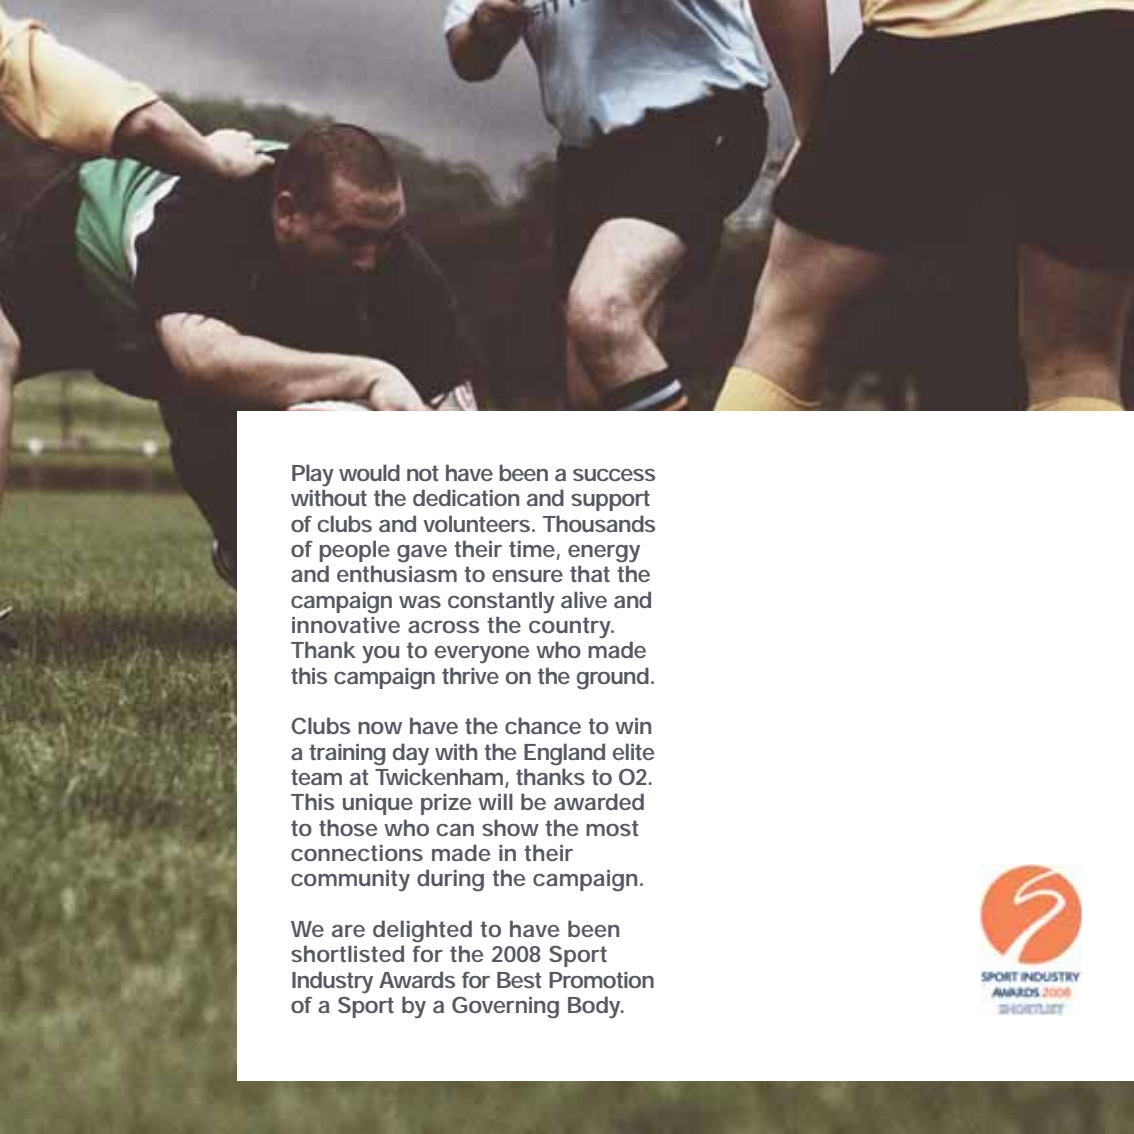 Play would not have been a success
without the dedication and support
of clubs and volunteers. Thousands
of people gave their time, energy
and enthusiasm to ensure that the
campaign was constantly alive and
innovative across the country.
Thank you to everyone who made
this campaign thrive on the ground.
Clubs now have the chance to win
a training day with the England elite
team at Twickenham, thanks to O2.
This unique prize will be awarded
to those who can show the most
connections made in their
community during the campaign.
We are delighted to have been
shortlisted for the 2008 Sport
Industry Awards for Best Promotion
of a Sport by a Governing Body.
SPORT INDUSTRY
AWARDS 2008
SHORTLIST